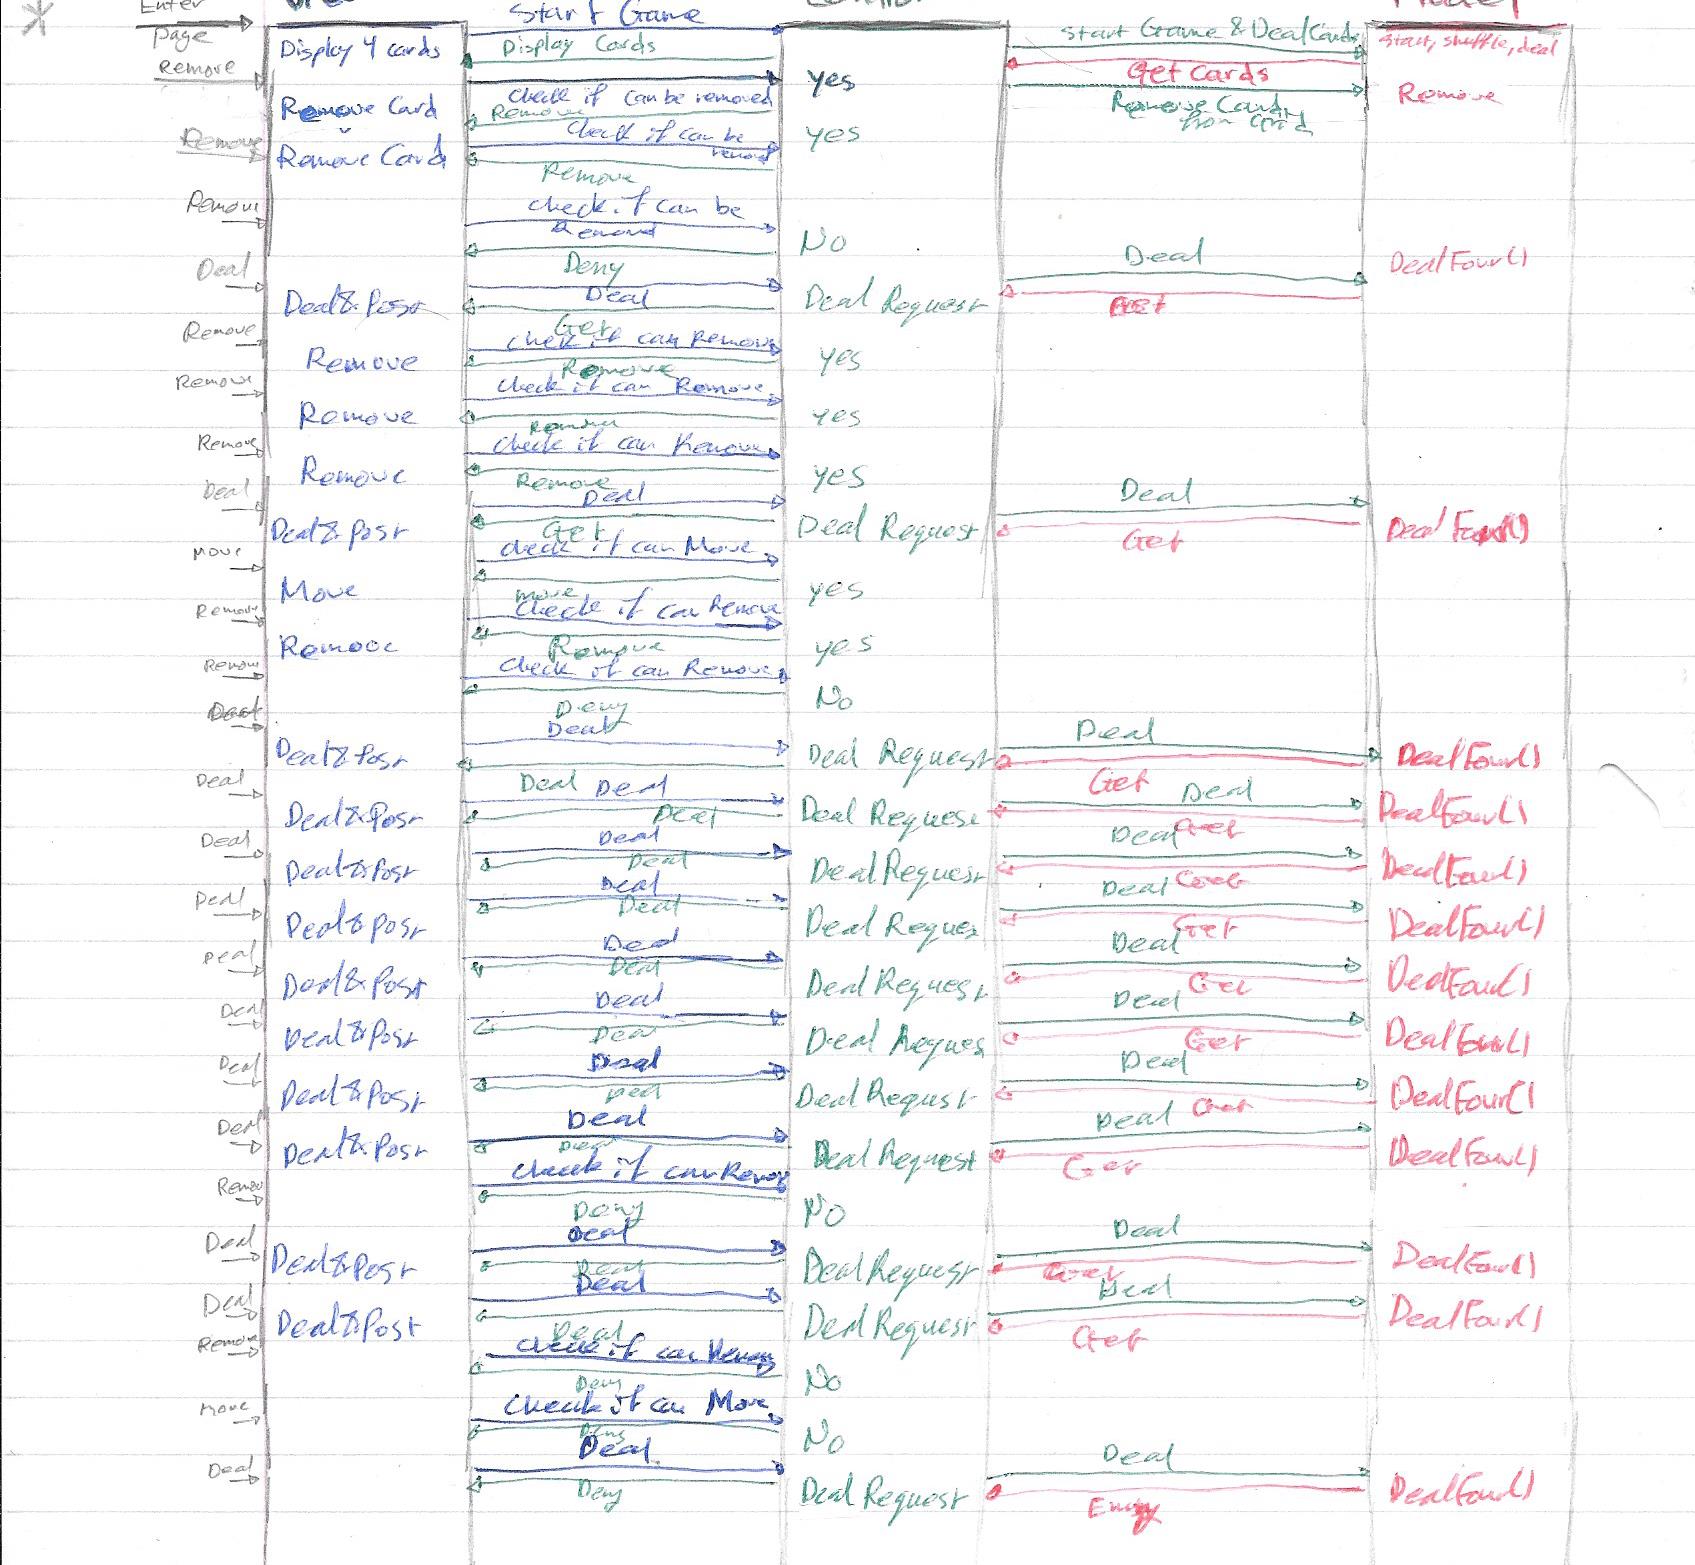 Enter Start Game
Page Display 4 cards Display Cards Start Game & Deal Cards Start, shuffle, deal
Remove yes Get Cards
Remove Card Check if can be removed Remove Card Remove
Remove from
Remove Check if can be yes
Remove Card remove
Remove
Remove check if can be
Remove No
Deal Deny Deal DealFour()
Deal & Post Deal Deal Request Get
Get
Remove check if can Remove
Remove Remove yes
Remove Check if can Remove
Remove Remove yes
Remove Check if can Remove
Remove Remove yes
Deal Deal Deal
Deal & Post Get Deal Request Get DealFour()
Move Check if can Move
Move move yes
Remove Check if can Remove
Remove Remove yes
Remove Check if can Remove
Deny No
Deal Deal Deal
Deal & Post Deal Request Get DealFour()
Deal Deal Deal Deal
Deal & Post Deal Deal Request Get DealFour()
Deal Deal Deal
Deal & Post Deal Deal Request Get DealFour()
Deal Deal Deal
Deal & Post Deal Deal Reques Get DealFour()
Deal Deal Deal
Deal & Post Deal Deal Request Get DealFour()
Deal Deal Deal
Deal & Post Deal Deal Reques Get DealFour()
Deal Deal Deal
Deal & Post Deal Deal Request Get DealFour()
Deal Deal Deal
Deal & Post Deal Deal Request Get DealFour()
Remove Check if can Remove
Deny No
Deal Deal Deal
Deal & Post Deal Deal Request Get DealFour()
Deal Deal Deal
Deal & Post Deal Deal Request Get DealFour()
Remove Check if can Remove
Deny No
Move Check if can Move
Deny No
Deal Deal Deal
Deny Deal Request DealFour()